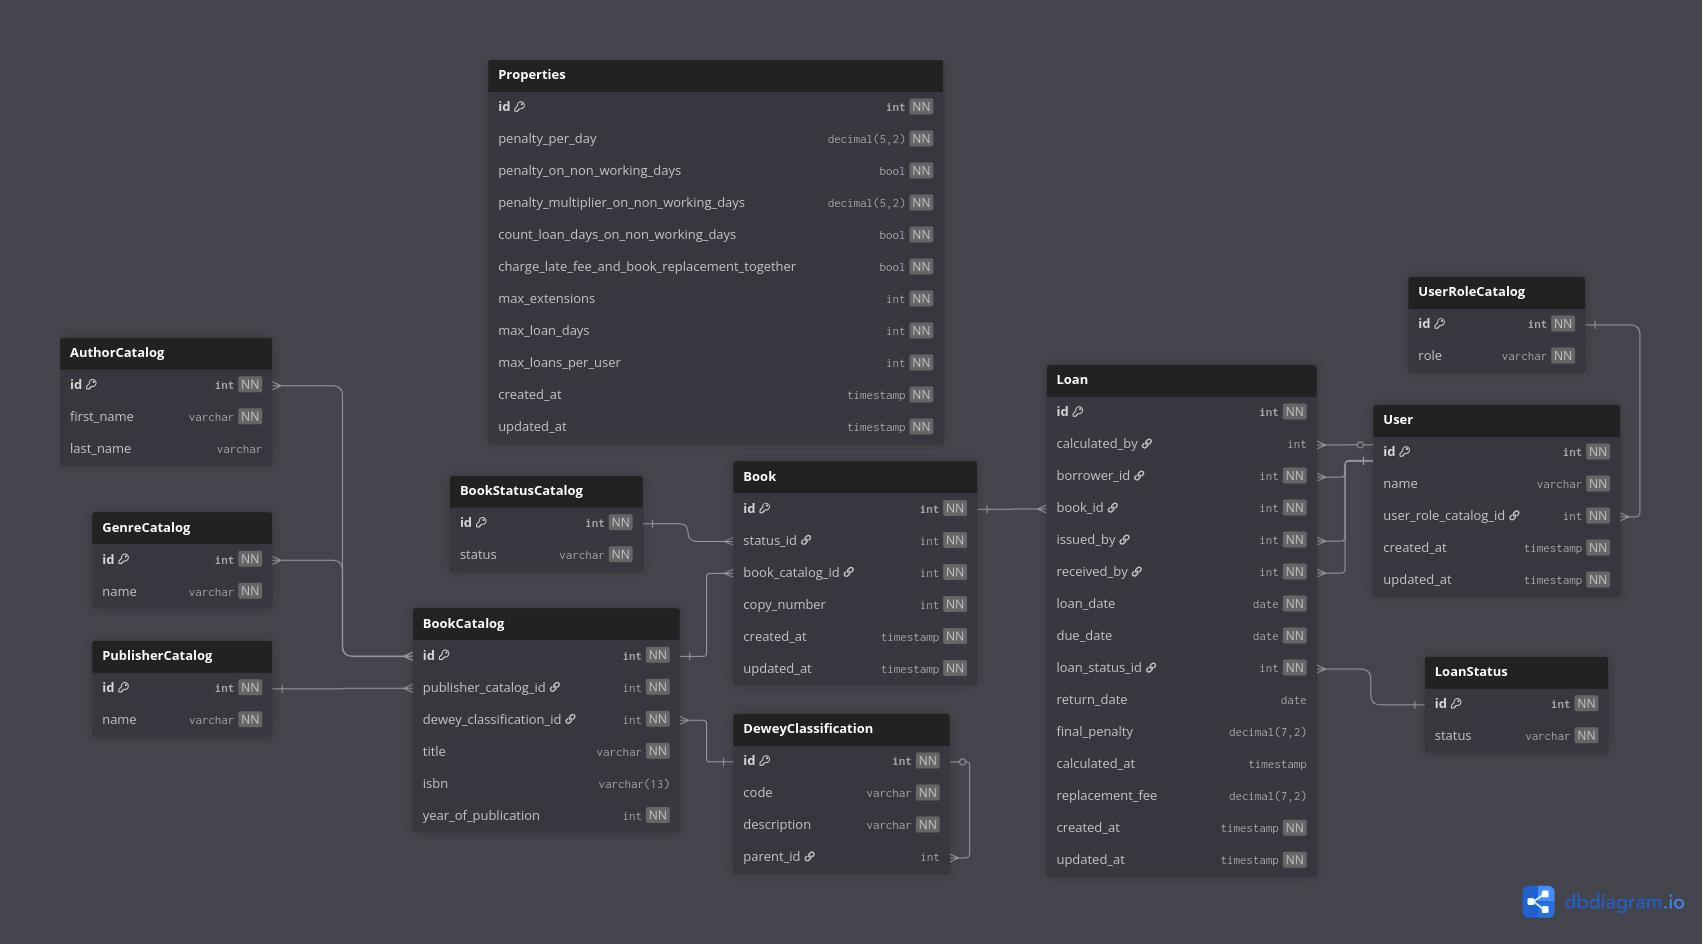 Properties
id int NN
penalty_per_day decimal(5,2) NN
penalty_on_non_working_days bool NN
penalty_multiplier_on_non_working_days decimal(5,2) NN
count_loan_days_on_non_working_days bool NN
charge_late_fee_and_book_replacement_together bool NN
max_extensions int NN
max_loan_days int NN
max_loans_per_user int NN
created_at timestamp NN
updated_at timestamp NN
AuthorCatalog
id int NN
first_name varchar NN
last_name varchar
GenreCatalog
id int NN
name varchar NN
PublisherCatalog
id int NN
name varchar NN
BookStatusCatalog
id int NN
status varchar NN
BookCatalog
id int NN
publisher_catalog_id int NN
dewey_classification_id int NN
title varchar NN
isbn varchar(13)
year_of_publication int NN
Book
id int NN
status_id int NN
book_catalog_id int NN
copy_number int NN
created_at timestamp NN
updated_at timestamp NN
DeweyClassification
id int NN
code varchar NN
description varchar NN
parent_id int
Loan
id int NN
calculated_by int
borrower_id int NN
book_id int NN
issued_by int NN
received_by int NN
loan_date date NN
due_date date NN
loan_status_id int NN
return_date date
final_penalty decimal(7,2)
calculated_at timestamp
replacement_fee decimal(7,2)
created_at timestamp NN
updated_at timestamp NN
UserRoleCatalog
id int NN
role varchar NN
User
id int NN
name varchar NN
user_role_catalog_id int NN
created_at timestamp NN
updated_at timestamp NN
LoanStatus
id int NN
status varchar NN
dbdiagram.io